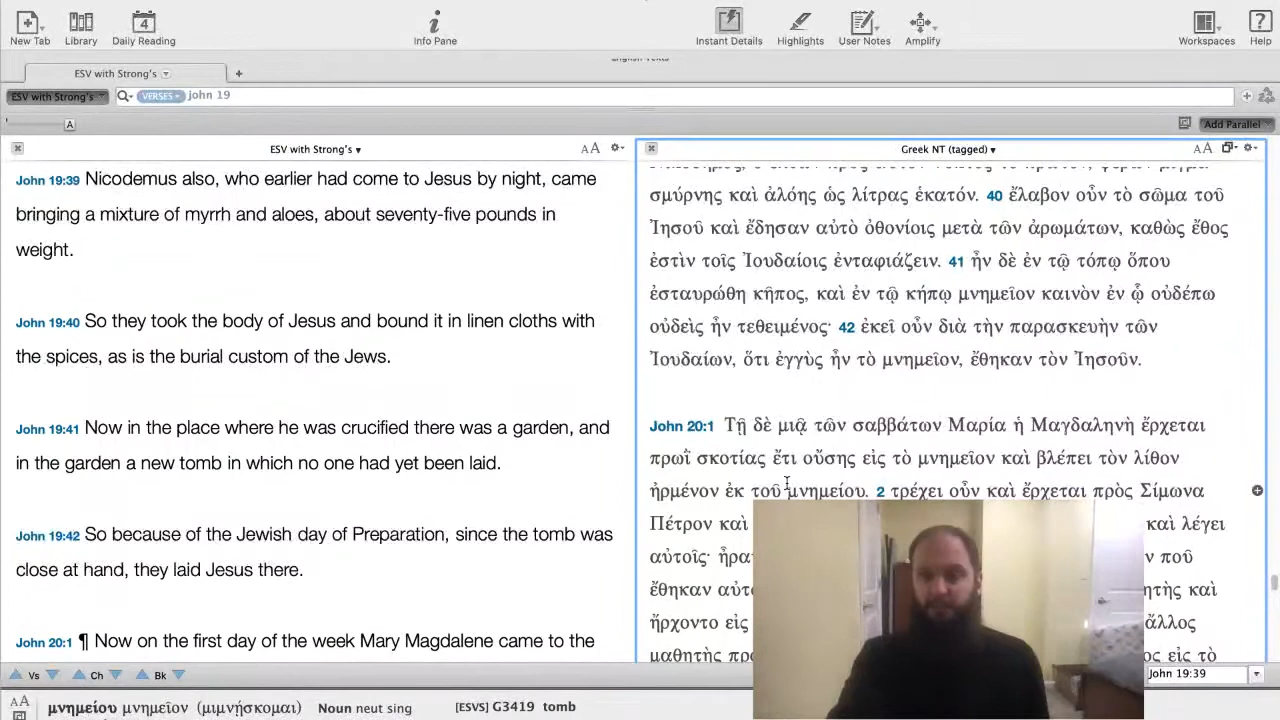 New Tab
Library
Daily Reading
Info Pane
Instant Details
Highlights
User Notes
Amplify
Workspaces
Help
ESV with Strong's
ESV with Strong's
VERSES john 19
A
Add Parallel
ESV with Strong's
AA
John 19:39 Nicodemus also, who earlier had come to Jesus by night, came
bringing a mixture of myrrh and aloes, about seventy-five pounds in
weight.
John 19:40 So they took the body of Jesus and bound it in linen cloths with
the spices, as is the burial custom of the Jews.
John 19:41 Now in the place where he was crucified there was a garden, and
in the garden a new tomb in which no one had yet been laid.
John 19:42 So because of the Jewish day of Preparation, since the tomb was
close at hand, they laid Jesus there.
John 20:1 ¶ Now on the first day of the week Mary Magdalene came to the
Greek NT (tagged)
AA
σμύρνης καὶ ἀλόης ὡς λίτρας ἑκατόν. 40 ἔλαβον οὖν τὸ σῶμα τοῦ
Ἰησοῦ καὶ ἔδησαν αὐτὸ ὀθονίοις μετὰ τῶν ἀρωμάτων, καθὼς ἔθος
ἐστὶν τοῖς Ἰουδαίοις ἐνταφιάζειν. 41 ἦν δὲ ἐν τῷ τόπῳ ὅπου
ἐσταυρώθη κῆπος, καὶ ἐν τῷ κήπῳ μνημεῖον καινὸν ἐν ᾧ οὐδέπω
οὐδεὶς ἦν τεθειμένος· 42 ἐκεῖ οὖν διὰ τὴν παρασκευὴν τῶν
Ἰουδαίων, ὅτι ἐγγὺς ἦν τὸ μνημεῖον, ἔθηκαν τὸν Ἰησοῦν.
John 20:1 Τῇ δὲ μιᾷ τῶν σαββάτων Μαρία ἡ Μαγδαληνὴ ἔρχεται
πρωῒ σκοτίας ἔτι οὔσης εἰς τὸ μνημεῖον καὶ βλέπει τὸν λίθον
ἠρμένον ἐκ τοῦ μνημείου. 2 τρέχει οὖν καὶ ἔρχεται πρὸς Σίμωνα
Πέτρον καὶ καὶ λέγει
αὐτοῖς· ποῦ
ἔθηκαν καὶ
ἤρχοντο εἰς ἄλλος
μαθητὴς εἰς τὸ
Vs Ch Bk
John 19:39
AA
μνημείου μνημεῖον (μιμνῄσκομαι) Noun neut sing [ESVS] G3419 tomb